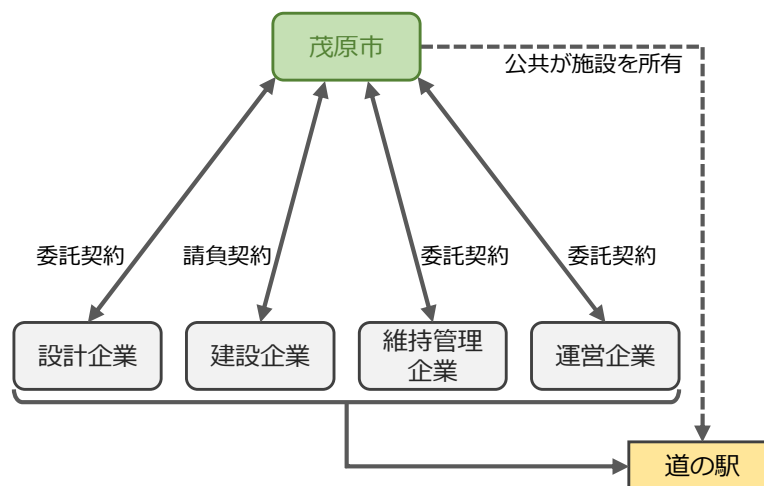 茂原市
公共が施設を所有
委託契約
請負契約
委託契約
委託契約
設計企業
建設企業
維持管理
企業
運営企業
道の駅